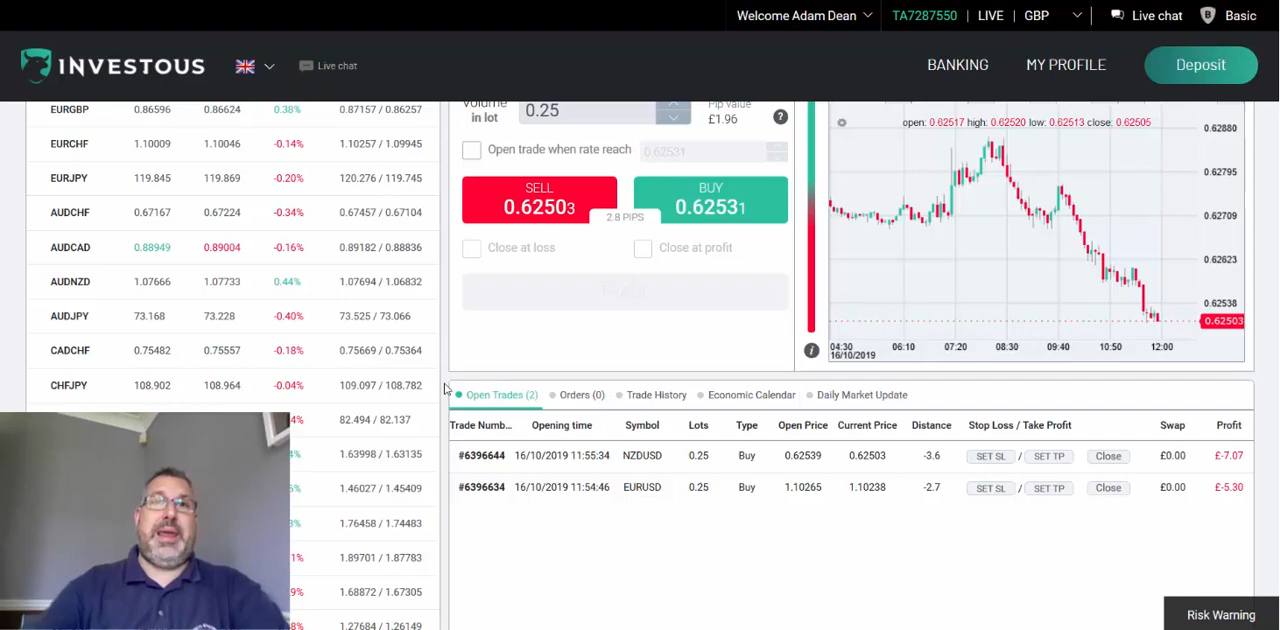 Welcome Adam Dean TA7287550 | LIVE | GBP Live chat B Basic
INVESTOUS Live chat BANKING MY PROFILE Deposit
EURGBP 0.86596 0.86624 0.38% 0.87157 / 0.86257
EURCHF 1.10009 1.10046 -0.14% 1.10257 / 1.09945
EURJPY 119.845 119.869 -0.20% 120.276 / 119.745
AUDCHF 0.67167 0.67224 -0.34% 0.67457 / 0.67104
AUDCAD 0.88949 0.89004 -0.16% 0.89182 / 0.88836
AUDNZD 1.07666 1.07733 0.44% 1.07694 / 1.06832
AUDJPY 73.168 73.228 -0.40% 73.525 / 73.066
CADCHF 0.75482 0.75557 -0.18% 0.75669 / 0.75364
CHFJPY 108.902 108.964 -0.04% 109.097 / 108.782
4% 82.494 / 82.137
4% 1.63998 / 1.63135
5% 1.46027 / 1.45409
3% 1.76458 / 1.74483
1% 1.89701 / 1.87783
9% 1.68872 / 1.67305
8% 1.27684 / 1.26149
Volume
in lot
0.25
Pip value
£1.96
?
Open trade when rate reach 0.62531
SELL
0.62503
BUY
0.62531
2.8 PIPS
Close at loss
Close at profit
i
open: 0.62517 high: 0.62520 low: 0.62513 close: 0.62505
0.62880
0.62795
0.62709
0.62623
0.62538
0.62503
04:30 06:10 07:20 08:30 09:40 10:50 12:00
16/10/2019
Open Trades (2) Orders (0) Trade History Economic Calendar Daily Market Update
Trade Numb... Opening time Symbol Lots Type Open Price Current Price Distance Stop Loss / Take Profit Swap Profit
#6396644 16/10/2019 11:55:34 NZDUSD 0.25 Buy 0.62539 0.62503 -3.6 SET SL / SET TP Close £0.00 £-7.07
#6396634 16/10/2019 11:54:46 EURUSD 0.25 Buy 1.10265 1.10238 -2.7 SET SL / SET TP Close £0.00 £-5.30
Risk Warning